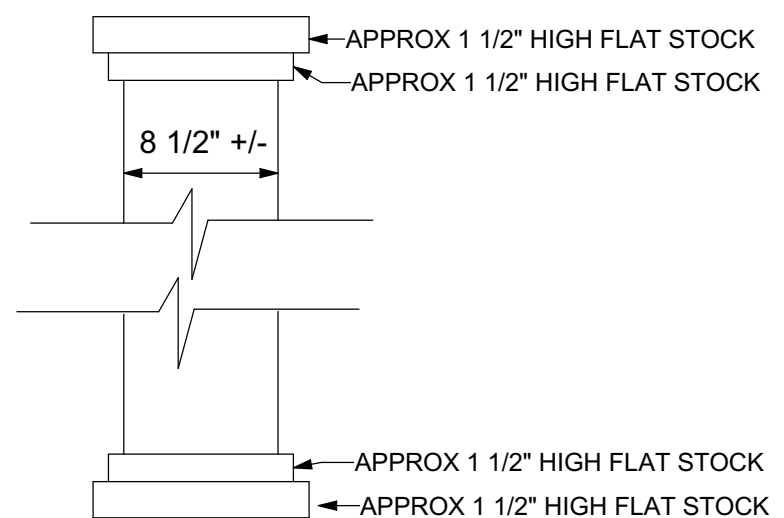 APPROX 1 1/2" HIGH FLAT STOCK
APPROX 1 1/2" HIGH FLAT STOCK
8 1/2" +/-
APPROX 1 1/2" HIGH FLAT STOCK
APPROX 1 1/2" HIGH FLAT STOCK